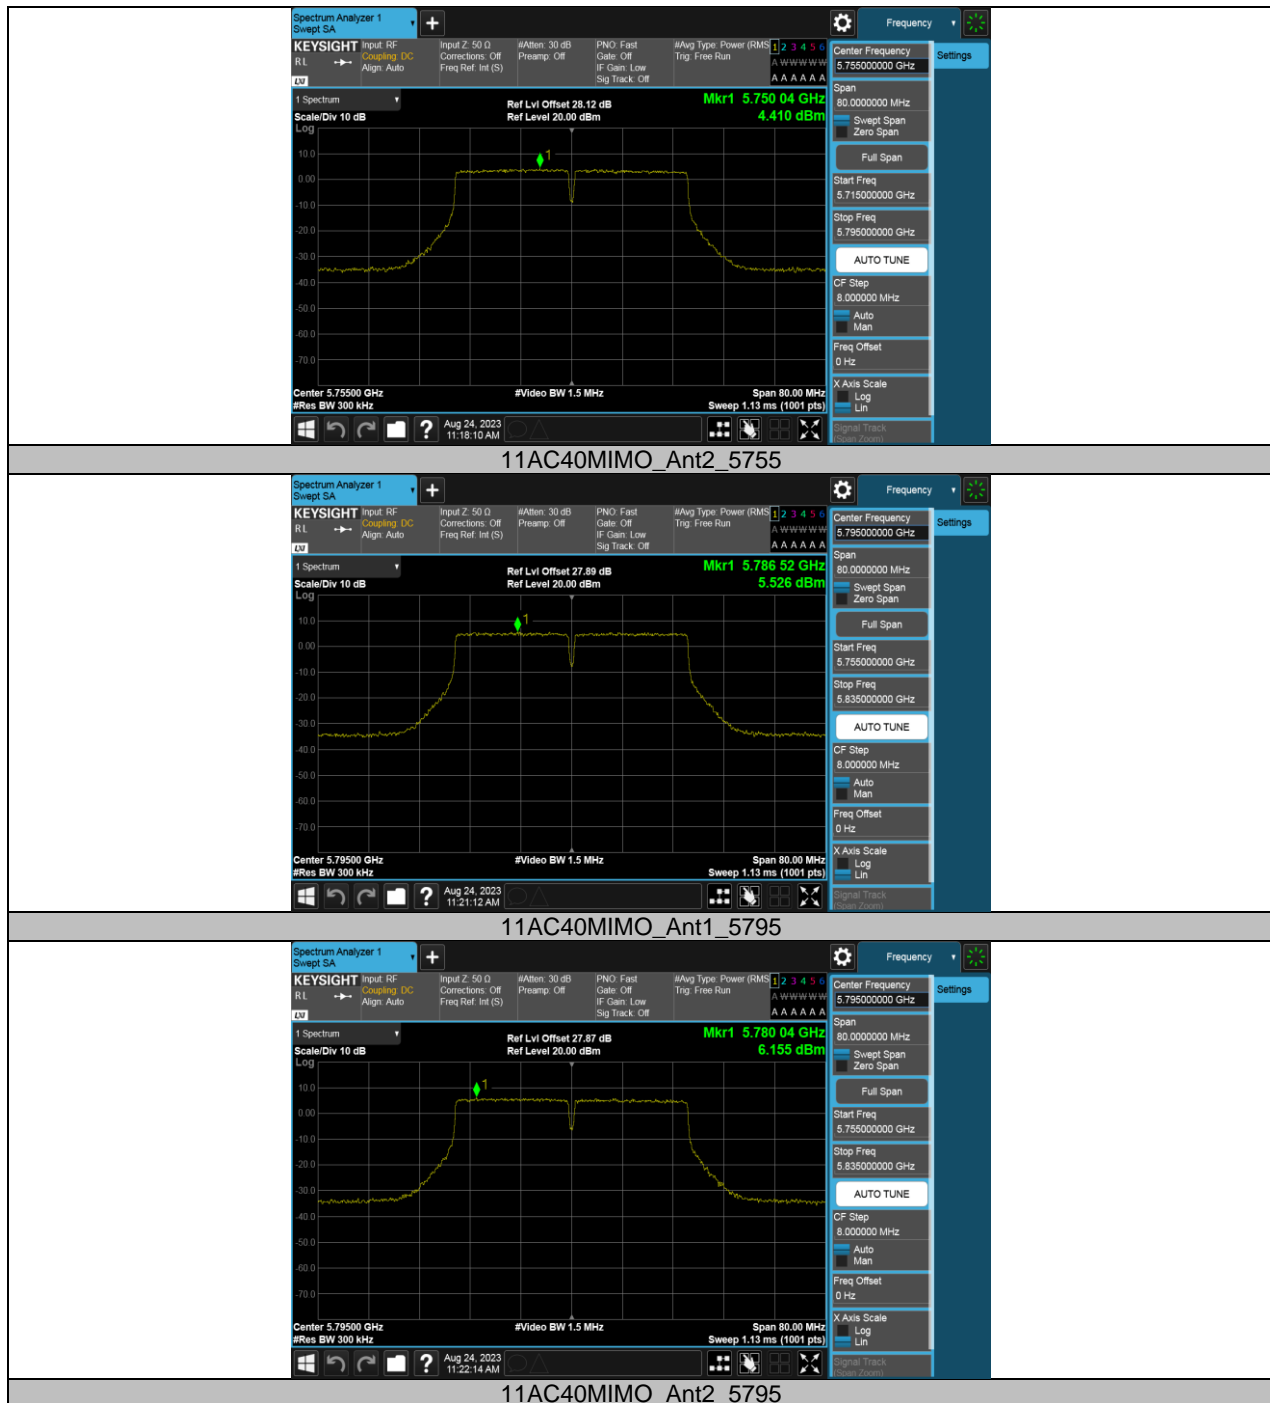 Spectrum Analyzer 1
Swept SA
+
Frequency
KEYSIGHT
RL
LXI
Input: RF
Coupling: DC
Align: Auto
Input Z: 50 Ω
Corrections: Off
Freq Ref: Int (S)
#Atten: 30 dB
Preamp: Off
PNO: Fast
Gate: Off
IF Gain: Low
Sig Track: Off
#Avg Type: Power (RMS
Trig: Free Run
1 2 3 4 5 6
A W W W W W
A A A A A A
1 Spectrum
Scale/Div 10 dB
Log
Ref Lvl Offset 28.12 dB
Ref Level 20.00 dBm
Mkr1 5.750 04 GHz
4.410 dBm
1
10.0
0.00
-10.0
-20.0
-30.0
-40.0
-50.0
-60.0
-70.0
Center 5.75500 GHz
#Res BW 300 kHz
#Video BW 1.5 MHz
Span 80.00 MHz
Sweep 1.13 ms (1001 pts)
Center Frequency
5.755000000 GHz
Settings
Span
80.0000000 MHz
Swept Span
Zero Span
Full Span
Start Freq
5.715000000 GHz
Stop Freq
5.795000000 GHz
AUTO TUNE
CF Step
8.000000 MHz
Auto
Man
Freq Offset
0 Hz
X Axis Scale
Log
Lin
Signal Track
(Span Zoom)
?
Aug 24, 2023
11:18:10 AM
11AC40MIMO_Ant2_5755
Spectrum Analyzer 1
Swept SA
+
Frequency
KEYSIGHT
RL
LXI
Input: RF
Coupling: DC
Align: Auto
Input Z: 50 Ω
Corrections: Off
Freq Ref: Int (S)
#Atten: 30 dB
Preamp: Off
PNO: Fast
Gate: Off
IF Gain: Low
Sig Track: Off
#Avg Type: Power (RMS
Trig: Free Run
1 2 3 4 5 6
A W W W W W
A A A A A A
1 Spectrum
Scale/Div 10 dB
Log
Ref Lvl Offset 27.89 dB
Ref Level 20.00 dBm
Mkr1 5.786 52 GHz
5.526 dBm
1
10.0
0.00
-10.0
-20.0
-30.0
-40.0
-50.0
-60.0
-70.0
Center 5.79500 GHz
#Res BW 300 kHz
#Video BW 1.5 MHz
Span 80.00 MHz
Sweep 1.13 ms (1001 pts)
Center Frequency
5.795000000 GHz
Settings
Span
80.0000000 MHz
Swept Span
Zero Span
Full Span
Start Freq
5.755000000 GHz
Stop Freq
5.835000000 GHz
AUTO TUNE
CF Step
8.000000 MHz
Auto
Man
Freq Offset
0 Hz
X Axis Scale
Log
Lin
Signal Track
(Span Zoom)
?
Aug 24, 2023
11:21:12 AM
11AC40MIMO_Ant1_5795
Spectrum Analyzer 1
Swept SA
+
Frequency
KEYSIGHT
RL
LXI
Input: RF
Coupling: DC
Align: Auto
Input Z: 50 Ω
Corrections: Off
Freq Ref: Int (S)
#Atten: 30 dB
Preamp: Off
PNO: Fast
Gate: Off
IF Gain: Low
Sig Track: Off
#Avg Type: Power (RMS
Trig: Free Run
1 2 3 4 5 6
A W W W W W
A A A A A A
1 Spectrum
Scale/Div 10 dB
Log
Ref Lvl Offset 27.87 dB
Ref Level 20.00 dBm
Mkr1 5.780 04 GHz
6.155 dBm
1
10.0
0.00
-10.0
-20.0
-30.0
-40.0
-50.0
-60.0
-70.0
Center 5.79500 GHz
#Res BW 300 kHz
#Video BW 1.5 MHz
Span 80.00 MHz
Sweep 1.13 ms (1001 pts)
Center Frequency
5.795000000 GHz
Settings
Span
80.0000000 MHz
Swept Span
Zero Span
Full Span
Start Freq
5.755000000 GHz
Stop Freq
5.835000000 GHz
AUTO TUNE
CF Step
8.000000 MHz
Auto
Man
Freq Offset
0 Hz
X Axis Scale
Log
Lin
Signal Track
(Span Zoom)
?
Aug 24, 2023
11:22:14 AM
11AC40MIMO_Ant2_5795